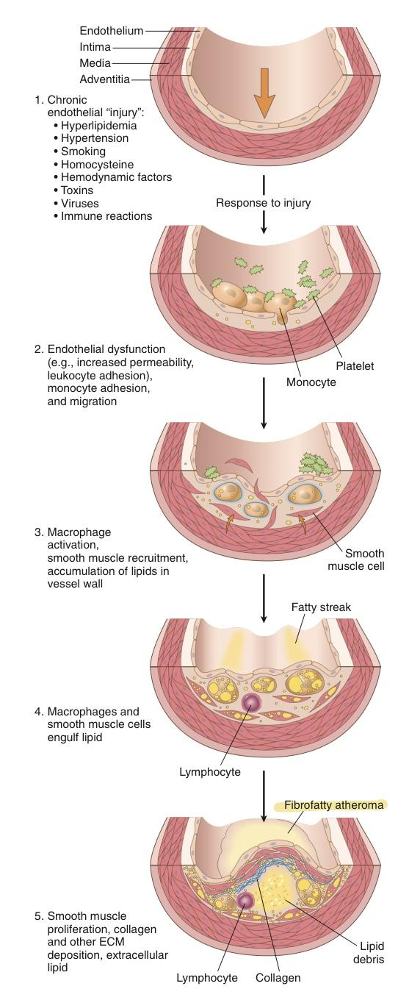 Endothelium
Intima
Media
Adventitia
1. Chronic
endothelial “injury”:
• Hyperlipidemia
• Hypertension
• Smoking
• Homocysteine
• Hemodynamic factors
• Toxins
• Viruses
• Immune reactions
Response to injury
2. Endothelial dysfunction
(e.g., increased permeability,
leukocyte adhesion),
monocyte adhesion,
and migration
Platelet
Monocyte
3. Macrophage
activation,
smooth muscle recruitment,
accumulation of lipids in
vessel wall
Smooth
muscle cell
Fatty streak
4. Macrophages and
smooth muscle cells
engulf lipid
Lymphocyte
Fibrofatty atheroma
5. Smooth muscle
proliferation, collagen
and other ECM
deposition, extracellular
lipid
Lipid
debris
Lymphocyte
Collagen